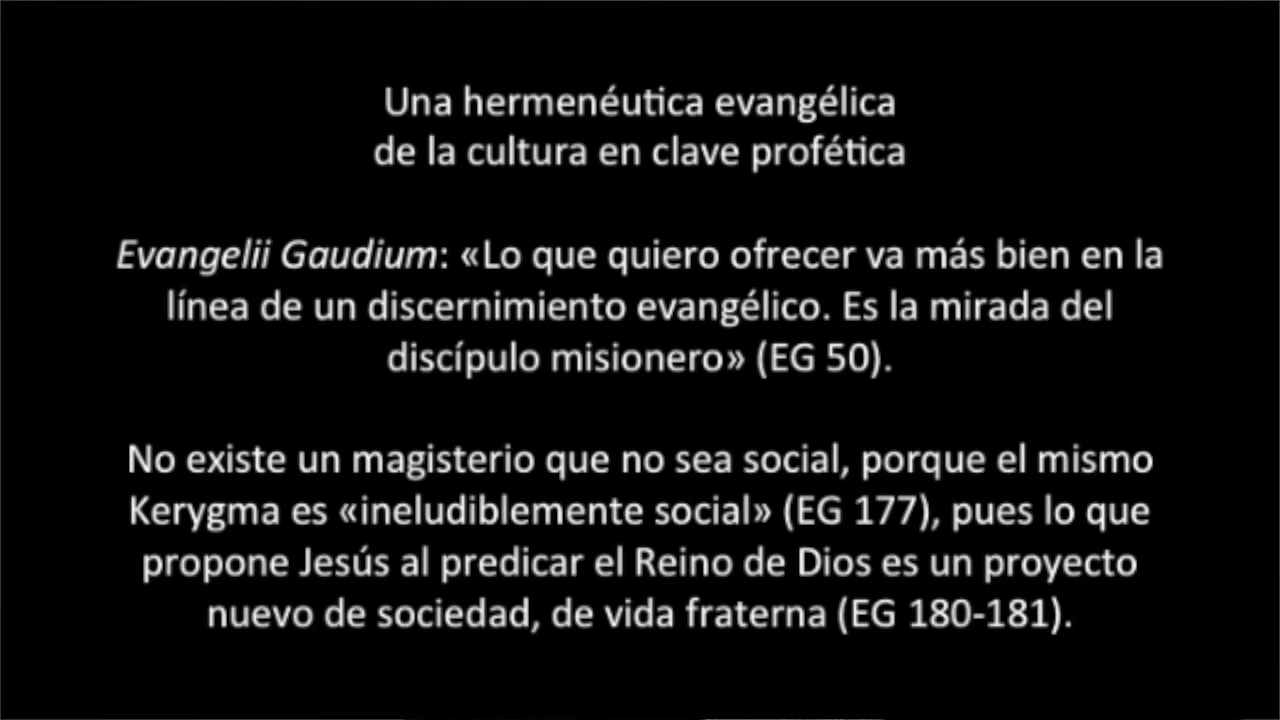 Una hermenéutica evangélica
de la cultura en clave profética
Evangelii Gaudium: «Lo que quiero ofrecer va más bien en la
línea de un discernimiento evangélico. Es la mirada del
discípulo misionero» (EG 50).
No existe un magisterio que no sea social, porque el mismo
Kerygma es «ineludiblemente social» (EG 177), pues lo que
propone Jesús al predicar el Reino de Dios es un proyecto
nuevo de sociedad, de vida fraterna (EG 180-181).